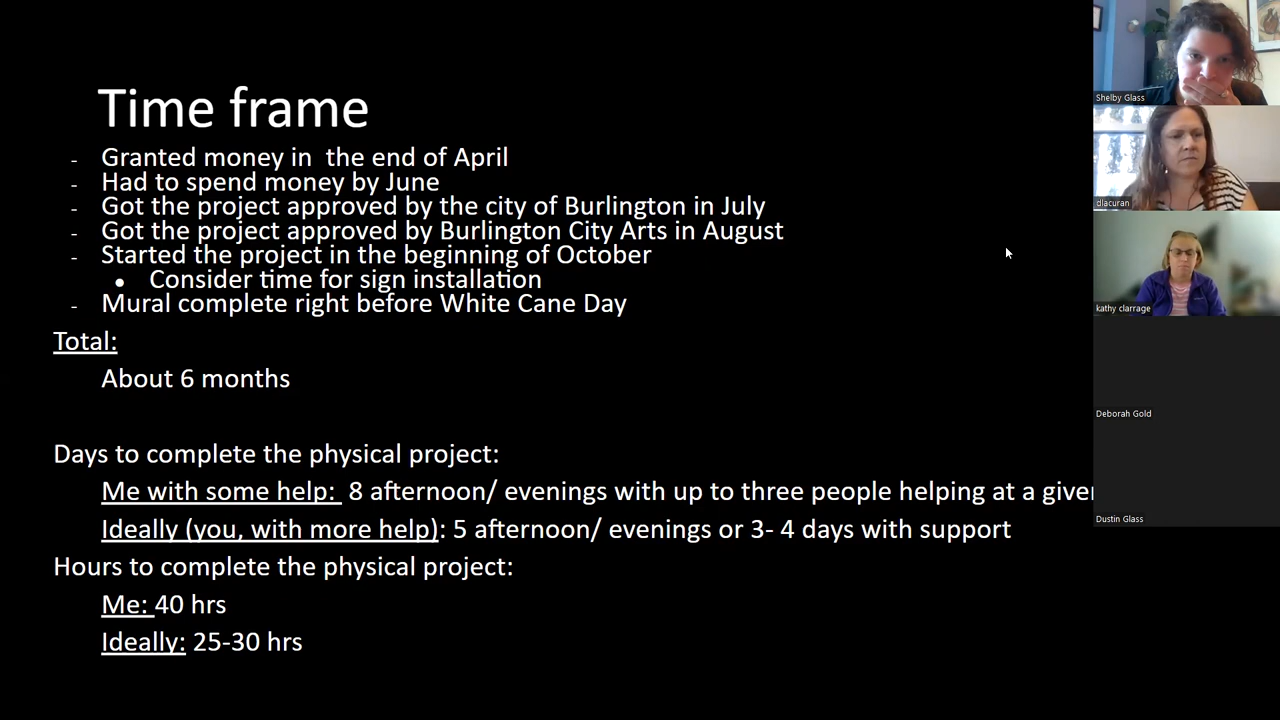 Time frame
- Granted money in the end of April
- Had to spend money by June
- Got the project approved by the city of Burlington in July
- Got the project approved by Burlington City Arts in August
- Started the project in the beginning of October
● Consider time for sign installation
- Mural complete right before White Cane Day
Total:
About 6 months
Days to complete the physical project:
Me with some help: 8 afternoon/ evenings with up to three people helping at a given
Ideally (you, with more help): 5 afternoon/ evenings or 3- 4 days with support
Hours to complete the physical project:
Me: 40 hrs
Ideally: 25-30 hrs
Shelby Glass
dlacuran
kathy clarrage
Deborah Gold
Dustin Glass